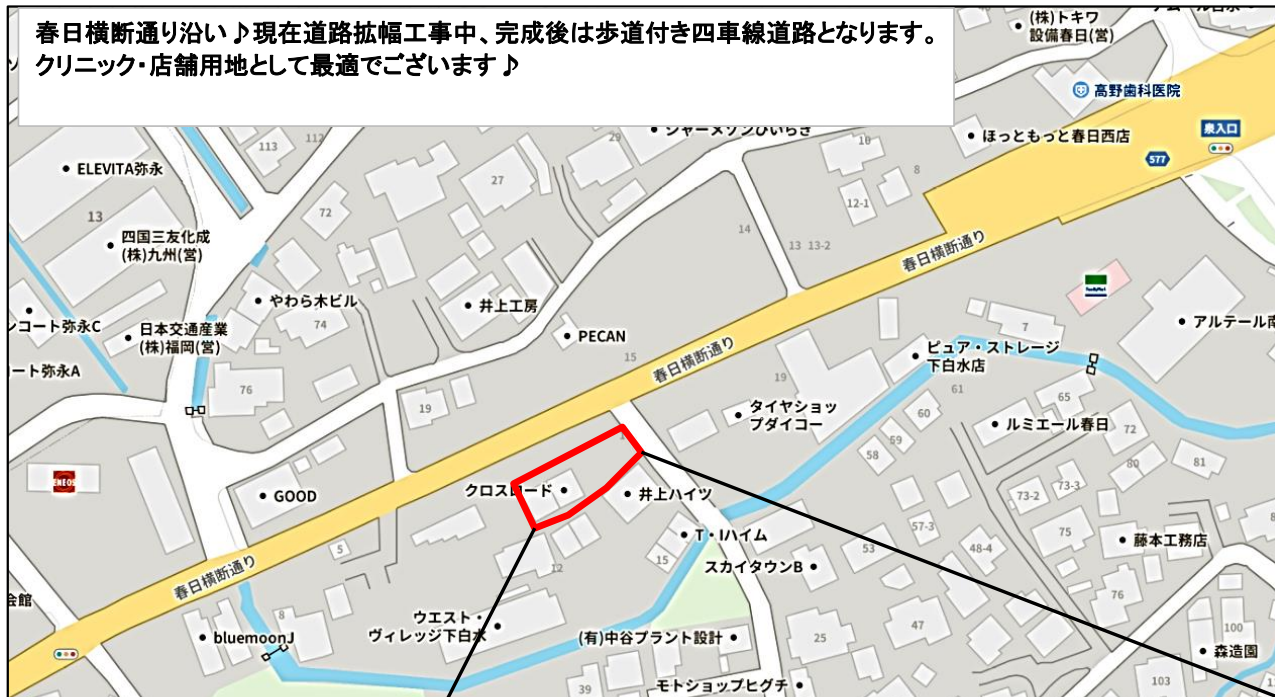 春日横断通り沿い♪現在道路拡幅工事中、完成後は歩道付き四車線道路となります。
クリニック・店舗用地として最適でございます♪
(株)トキワ
設備春日(営)
高野歯科医院
ほっともっと春日西店
泉入口
577
シャーメゾンひいらぎ
113
112
29
10
8
ELEVITA弥永
27
12-1
13
72
四国三友化成
(株)九州(営)
14
13
13-2
春日横断通り
やわら木ビル
井上工房
FamilyMart
ンコート弥永C
日本交通産業
(株)福岡(営)
74
PECAN
7
アルテール南
ート弥永A
15
春日横断通り
ピュア・ストレージ
下白水店
76
19
19
61
65
タイヤショッ
プダイコー
60
ルミエール春日
59
72
58
ENEOS
GOOD
クロスロード
井上ハイツ
80
81
73-2
73-3
5
T・Iハイム
57-3
75
藤本工務店
春日横断通り
12
15
スカイタウンB
53
48-4
会館
8
ウエスト・
ヴィレッジ下白水
76
bluemoonJ
(有)中谷プラント設計
25
47
100
森造園
39
モトショップヒグチ
103